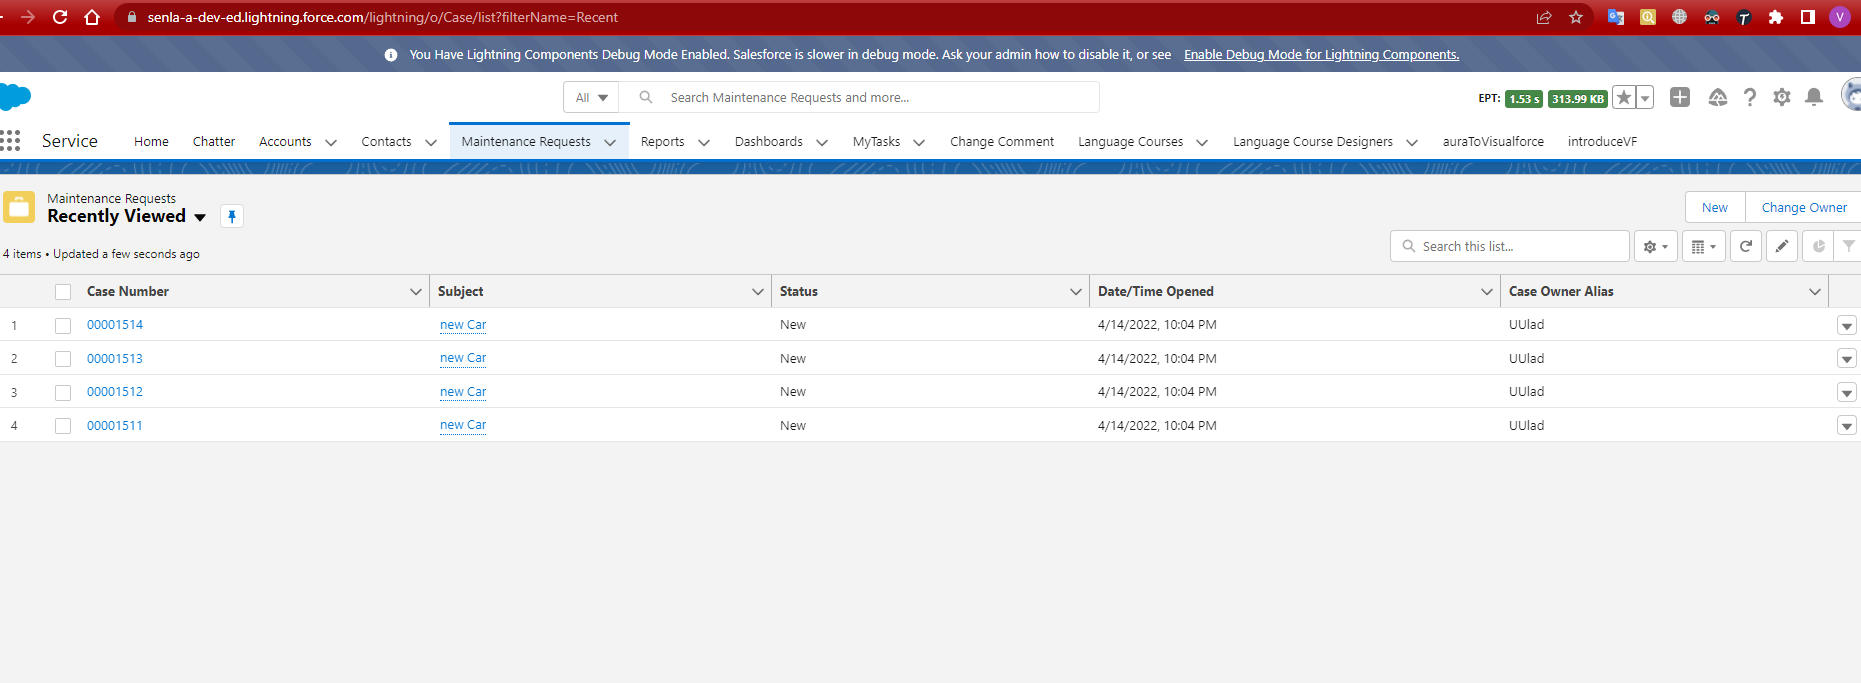 senla-a-dev-ed.lightning.force.com/lightning/o/Case/list?filterName=Recent
V
You Have Lightning Components Debug Mode Enabled. Salesforce is slower in debug mode. Ask your admin how to disable it, or see Enable Debug Mode for Lightning Components.
All Search Maintenance Requests and more... EPT: 1.53 s 313.99 KB
Service Home Chatter Accounts Contacts Maintenance Requests Reports Dashboards MyTasks Change Comment Language Courses Language Course Designers auraToVisualforce introduceVF
Maintenance Requests
Recently Viewed
New Change Owner
4 items • Updated a few seconds ago
Search this list...
Case Number Subject Status Date/Time Opened Case Owner Alias
1 00001514 new Car New 4/14/2022, 10:04 PM UUlad
2 00001513 new Car New 4/14/2022, 10:04 PM UUlad
3 00001512 new Car New 4/14/2022, 10:04 PM UUlad
4 00001511 new Car New 4/14/2022, 10:04 PM UUlad